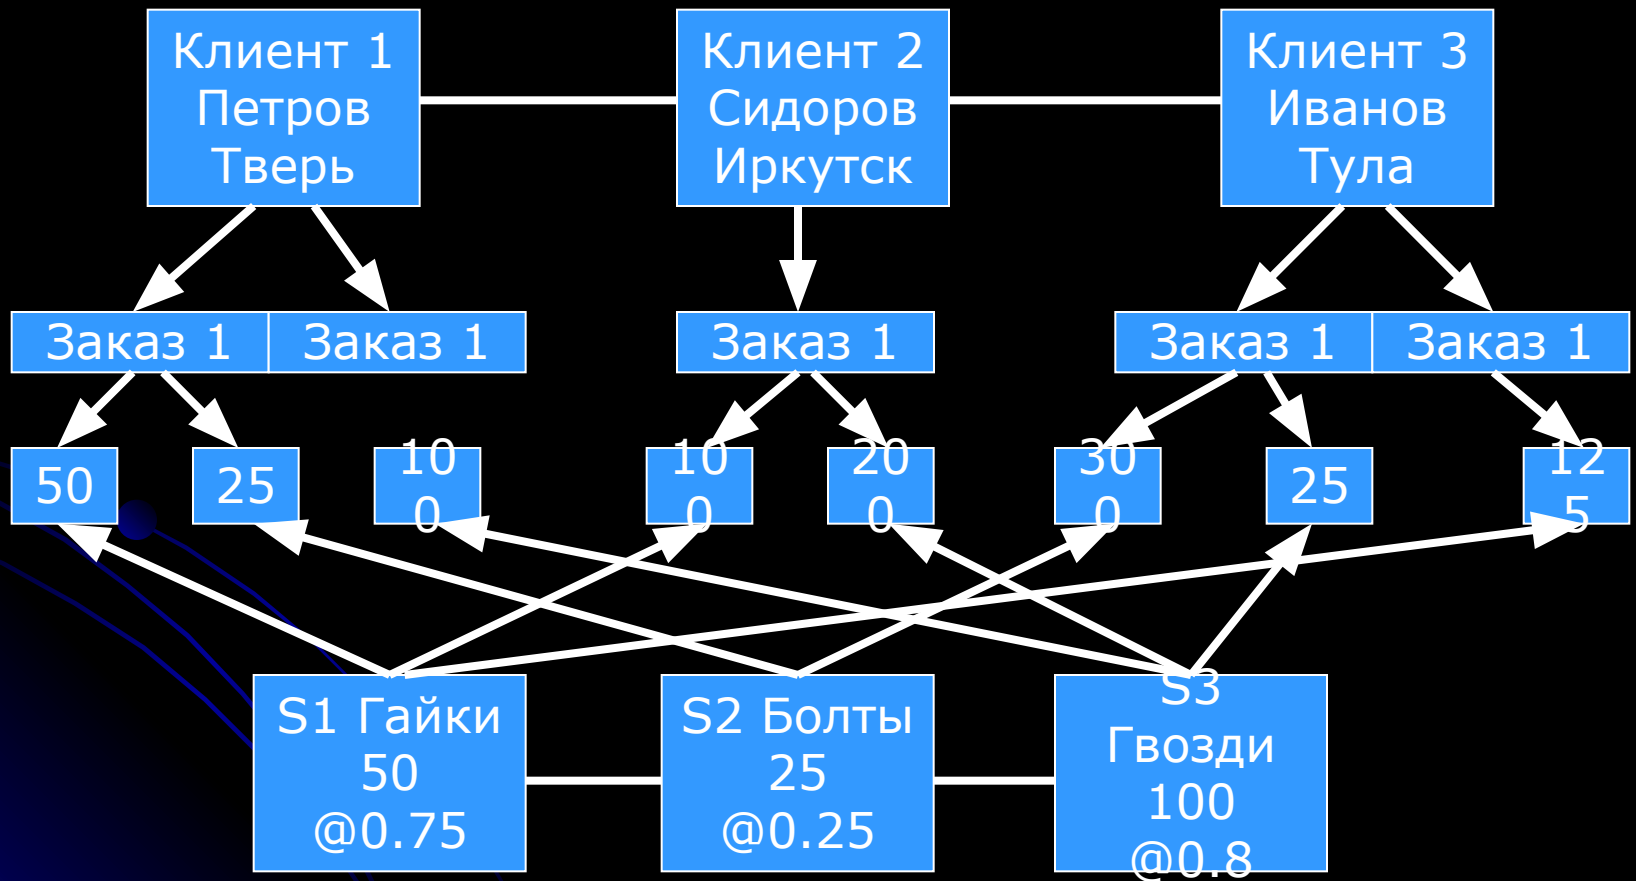 Клиент 1
Петров
Тверь
Клиент 2
Сидоров
Иркутск
Клиент 3
Иванов
Тула
Заказ 1
Заказ 1
Заказ 1
Заказ 1
Заказ 1
50
25
10
0
10
0
20
0
30
0
25
12
5
S1 Гайки
50
@0.75
S2 Болты
25
@0.25
S3
Гвозди
100
@0.8